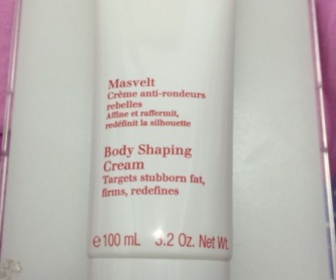 Masvelt
Crème anti-rondeurs
rebelles
Affine et raffermit,
redéfinit la silhouette
Body Shaping
Cream
Targets stubborn fat,
firms, redefines
e 100 mL 3.2 Oz. Net Wt.